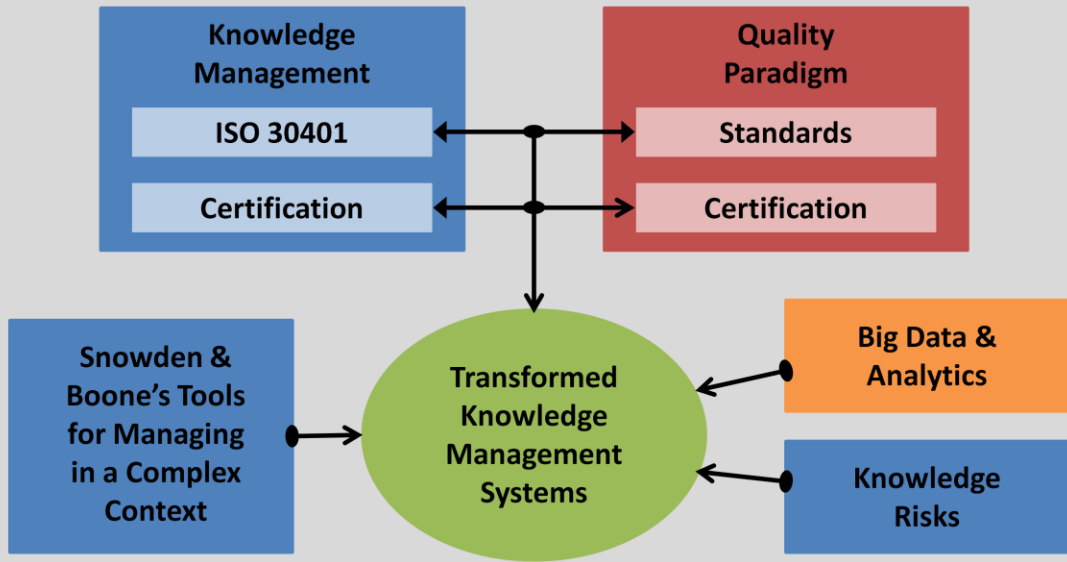 Knowledge
Management
ISO 30401
Certification
Quality
Paradigm
Standards
Certification
Snowden &
Boone’s Tools
for Managing
in a Complex
Context
Transformed
Knowledge
Management
Systems
Big Data &
Analytics
Knowledge
Risks